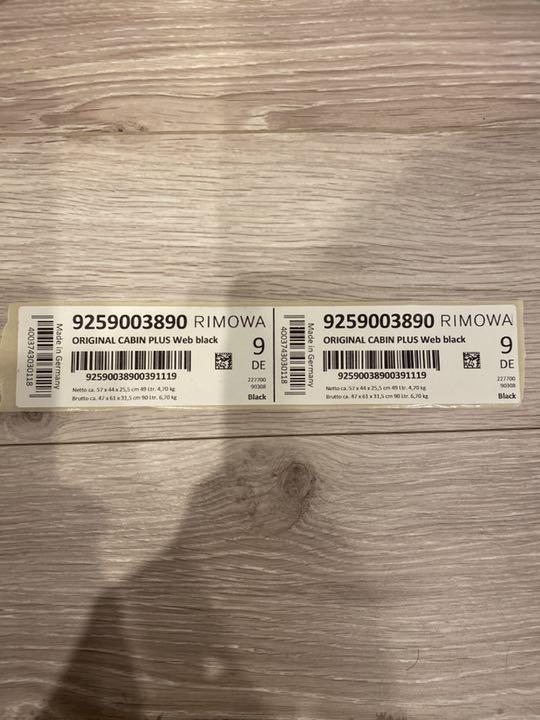 4003743030118
Made in Germany
9259003890 RIMOWA
ORIGINAL CABIN PLUS Web black
9
DE
92590038900391119
227700
90308
Netto ca. 57 x 44 x 25,5 cm 49 Ltr. 4,70 kg
Brutto ca. 47 x 61 x 31,5 cm 90 Ltr. 6,70 kg
Black
4003743030118
Made in Germany
9259003890 RIMOWA
ORIGINAL CABIN PLUS Web black
9
DE
92590038900391119
227700
90308
Netto ca. 57 x 44 x 25,5 cm 49 Ltr. 4,70 kg
Brutto ca. 47 x 61 x 31,5 cm 90 Ltr. 6,70 kg
Black